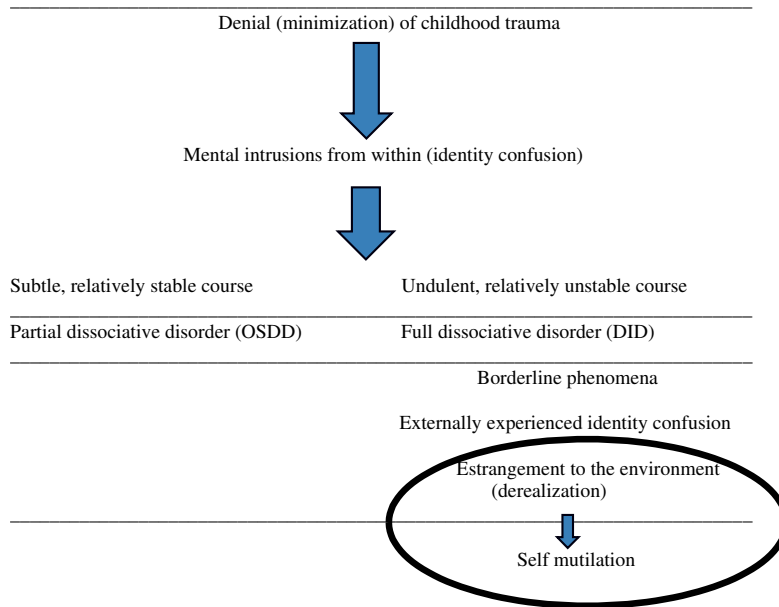 Denial (minimization) of childhood trauma
Mental intrusions from within (identity confusion)
Subtle, relatively stable course
Undulent, relatively unstable course
Partial dissociative disorder (OSDD)
Full dissociative disorder (DID)
Borderline phenomena
Externally experienced identity confusion
Estrangement to the environment
(derealization)
Self mutilation